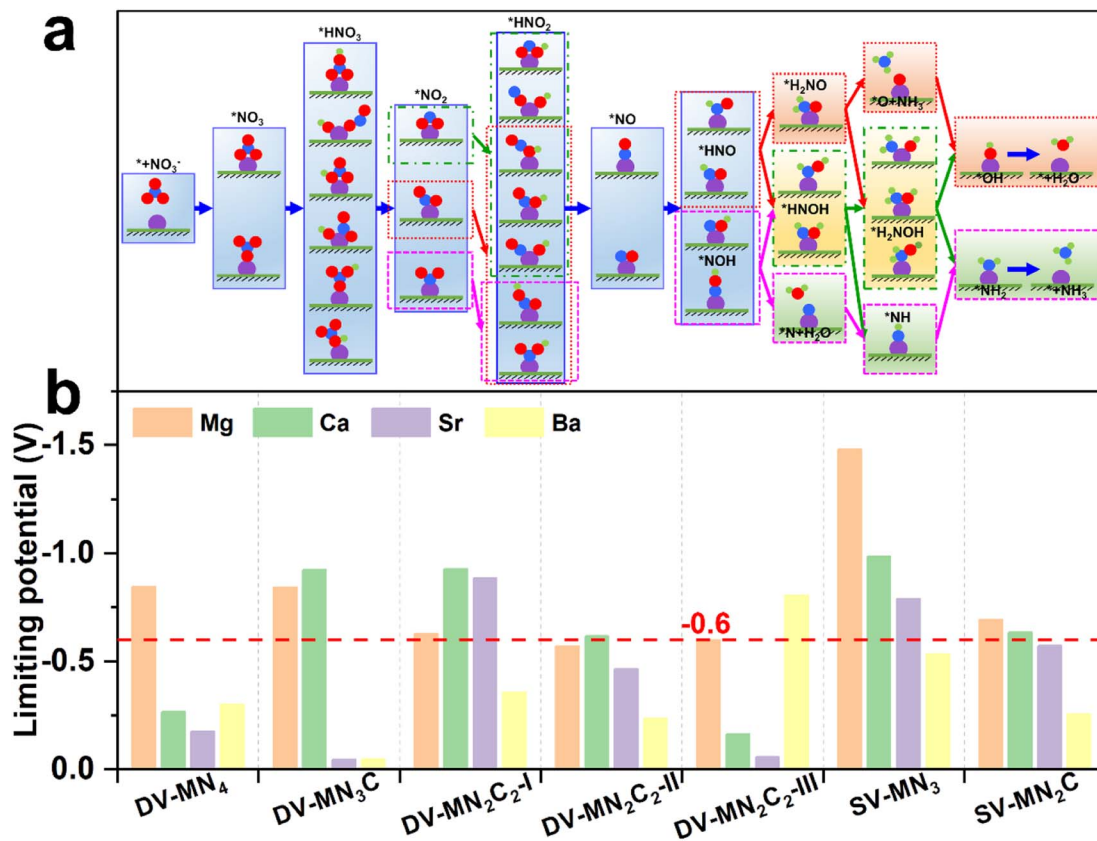 a
*+NO₃⁻
*NO₃
*HNO₃
*NO₂
*HNO₂
*NO
*HNO
*NOH
*H₂NO
*HNOH
*N+H₂O
*O+NH₃
*H₂NOH
*NH
*OH
*+H₂O
*NH₂
*+NH₃
b
Mg
Ca
Sr
Ba
Limiting potential (V)
-1.5
-1.0
-0.5
0.0
-0.6
DV-MN₄
DV-MN₃C
DV-MN₂C₂-I
DV-MN₂C₂-II
DV-MN₂C₂-III
SV-MN₃
SV-MN₂C